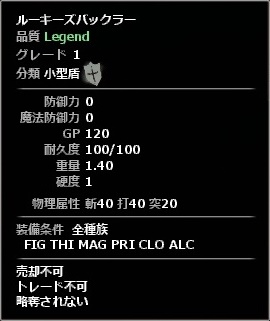 ルーキーズバックラー
品質 Legend
グレード 1
分類 小型盾
防御力 0
魔法防御力 0
GP 120
耐久度 100/100
重量 1.40
硬度 1
物理属性 斬40 打40 突20
装備条件 全種族
FIG THI MAG PRI CLO ALC
売却不可
トレード不可
略奪されない